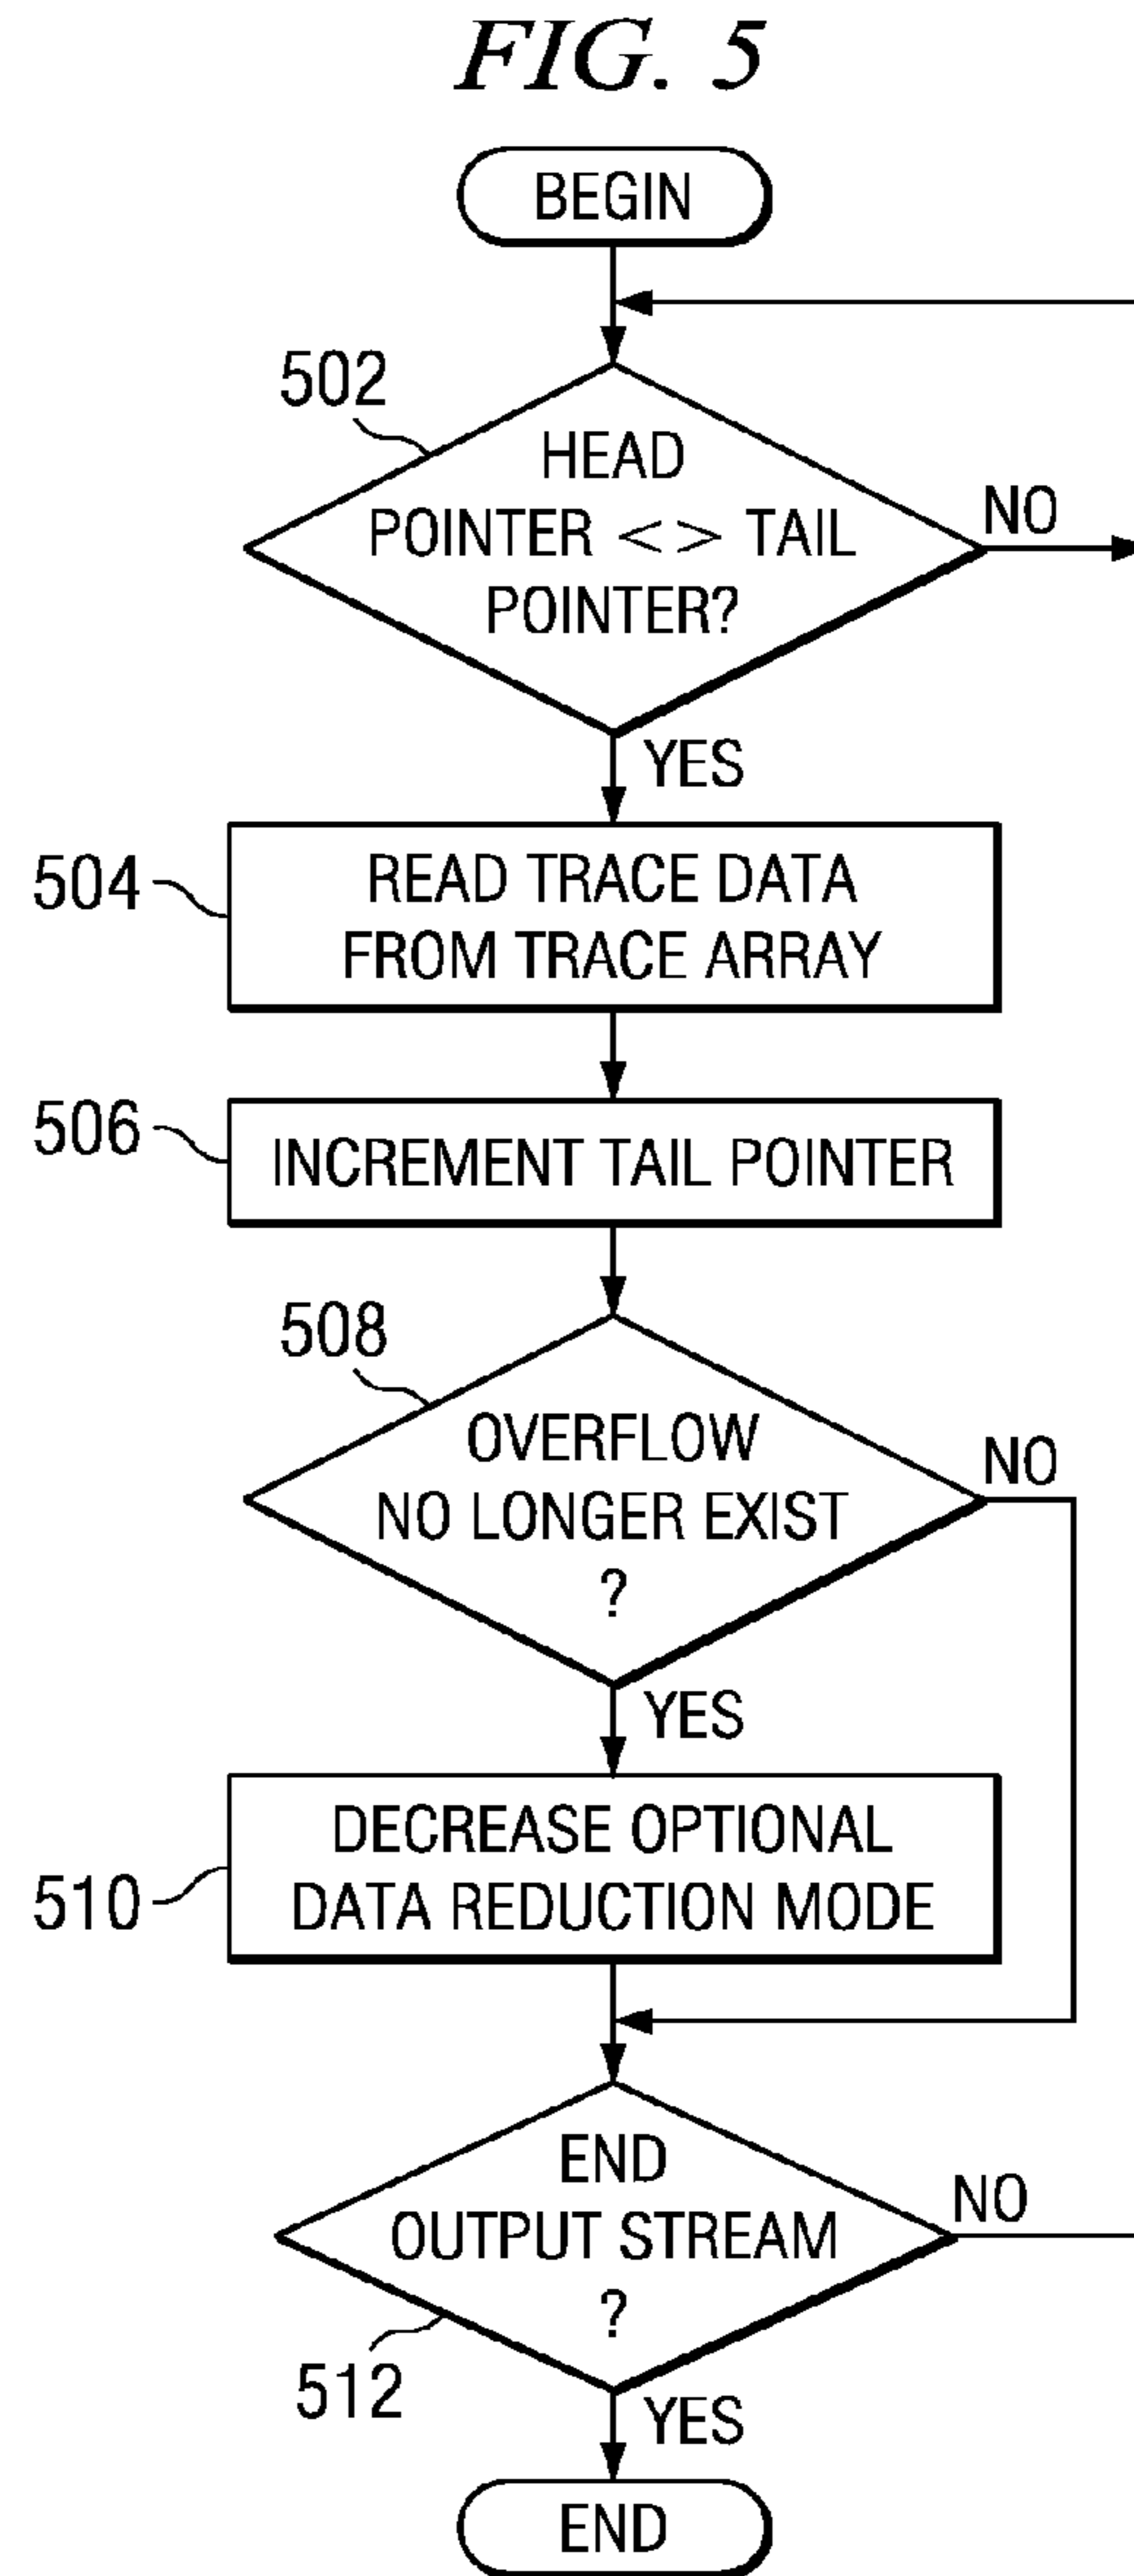 FIG. 5
BEGIN
502
HEAD
POINTER <> TAIL
POINTER?
NO
YES
504
READ TRACE DATA
FROM TRACE ARRAY
506
INCREMENT TAIL POINTER
508
OVERFLOW
NO LONGER EXIST
?
NO
YES
510
DECREASE OPTIONAL
DATA REDUCTION MODE
END
OUTPUT STREAM
?
NO
512
YES
END